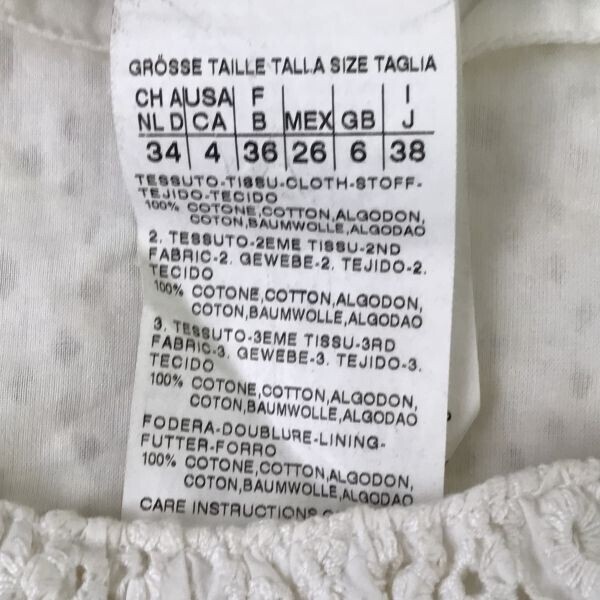 GRÖSSE TAILLE TALLA SIZE TAGLIA
CH A USA F I
NL D CA B MEX GB J
34 4 36 26 6 38
TESSUTO-TISSU-CLOTH-STOFF-
TEJIDO-TECIDO
100% COTONE,COTTON,ALGODON,
COTON,BAUMWOLLE,ALGODAO
2. TESSUTO-2EME TISSU-2ND
FABRIC-2. GEWEBE-2. TEJIDO-2.
TECIDO
100% COTONE,COTTON,ALGODON,
COTON,BAUMWOLLE,ALGODAO
3. TESSUTO-3EME TISSU-3RD
FABRIC-3. GEWEBE-3. TEJIDO-3.
TECIDO
100% COTONE,COTTON,ALGODON,
COTON,BAUMWOLLE,ALGODAO
FODERA-DOUBLURE-LINING-
FUTTER-FORRO
100% COTONE,COTTON,ALGODON,
COTON,BAUMWOLLE,ALGODAO
CARE INSTRUCTIONS